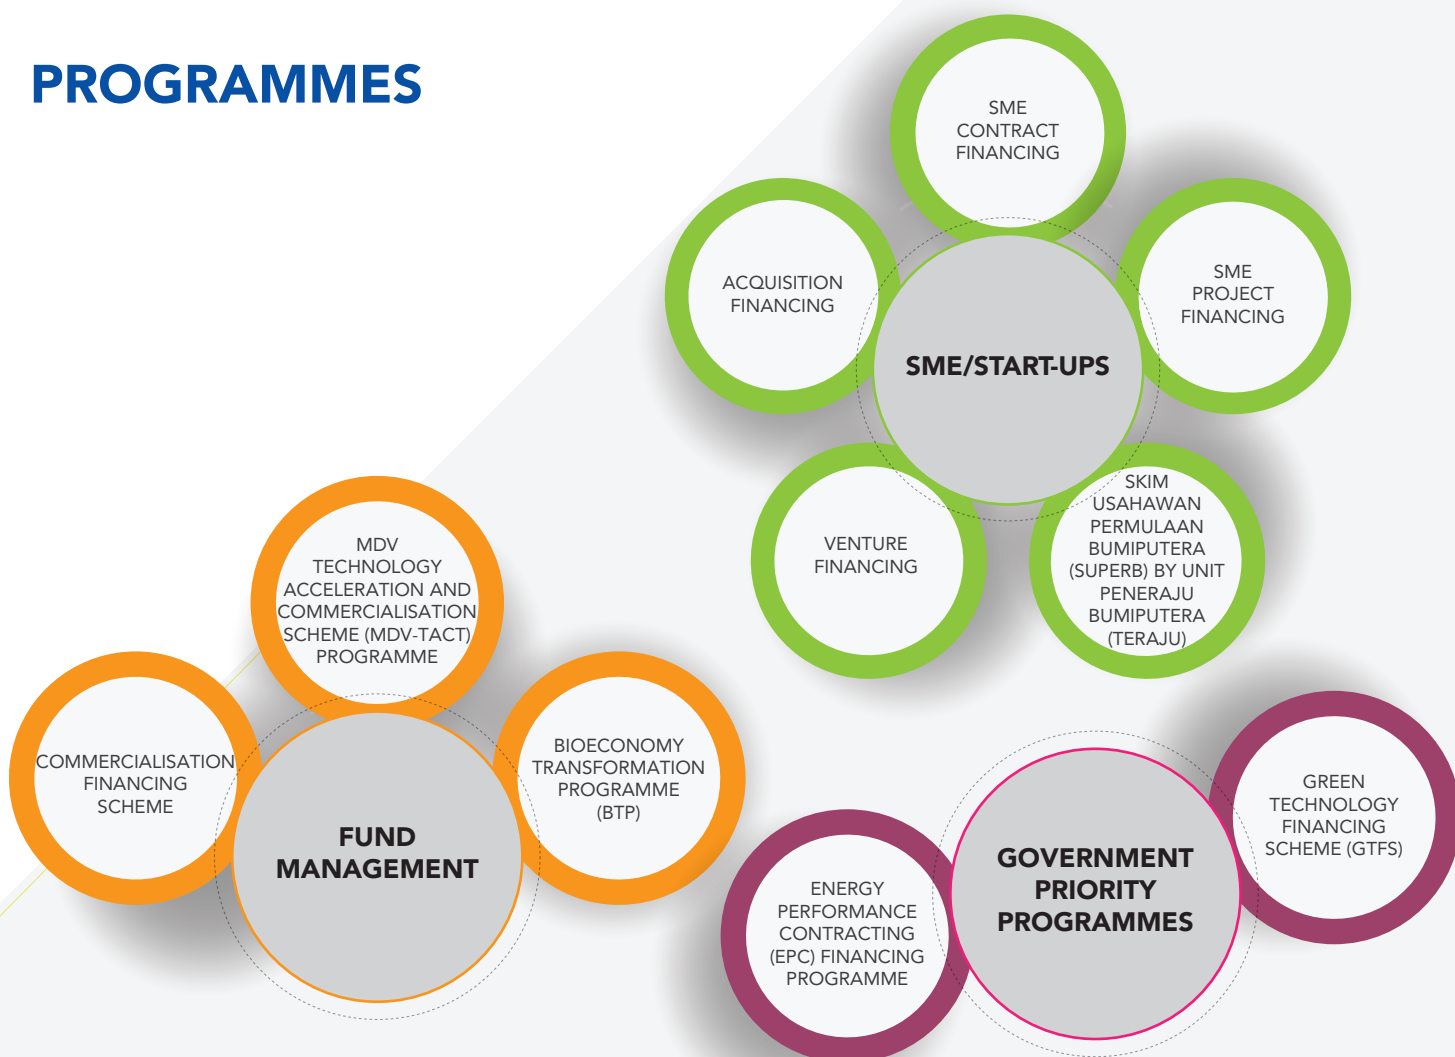 PROGRAMMES
SME
CONTRACT
FINANCING
ACQUISITION
FINANCING
SME
PROJECT
FINANCING
SME/START-UPS
VENTURE
FINANCING
SKIM
USAHAWAN
PERMULAAN
BUMIPUTERA
(SUPERB) BY UNIT
PENERAJU
BUMIPUTERA
(TERAJU)
MDV
TECHNOLOGY
ACCELERATION AND
COMMERCIALISATION
SCHEME (MDV-TACT)
PROGRAMME
COMMERCIALISATION
FINANCING
SCHEME
BIOECONOMY
TRANSFORMATION
PROGRAMME
(BTP)
FUND
MANAGEMENT
GREEN
TECHNOLOGY
FINANCING
SCHEME (GTFS)
GOVERNMENT
PRIORITY
PROGRAMMES
ENERGY
PERFORMANCE
CONTRACTING
(EPC) FINANCING
PROGRAMME